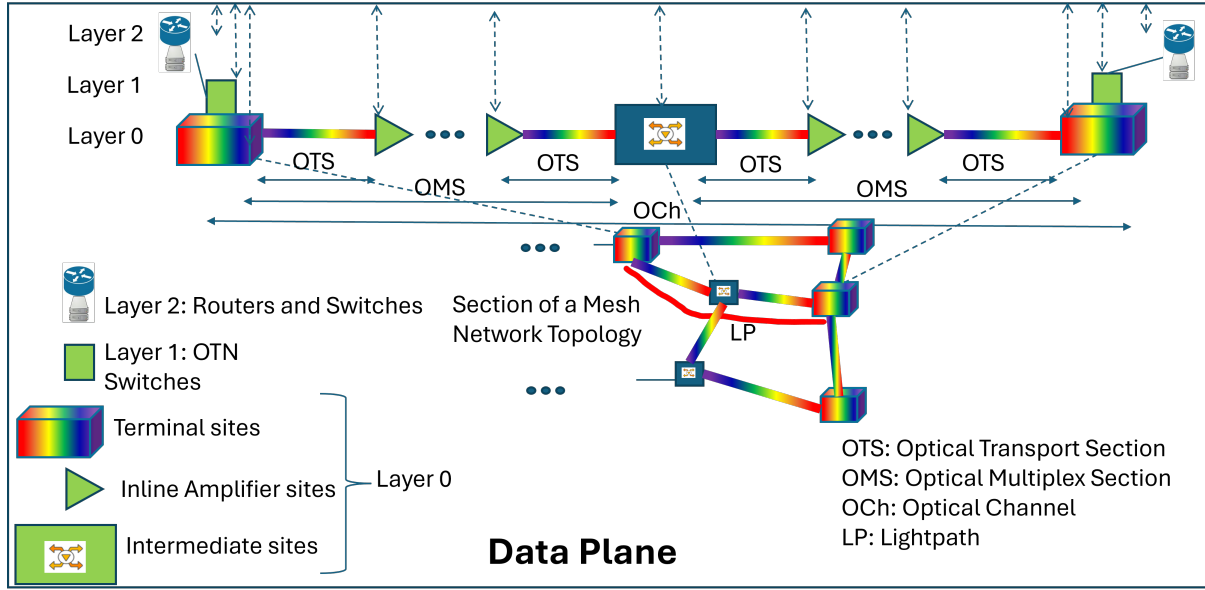 Layer 2
Layer 1
Layer 0
OTS
OTS
OTS
OTS
OMS
OMS
OCh
Section of a Mesh
Network Topology
LP
Layer 2: Routers and Switches
Layer 1: OTN
Switches
Terminal sites
Inline Amplifier sites
Intermediate sites
Layer 0
Data Plane
OTS: Optical Transport Section
OMS: Optical Multiplex Section
OCh: Optical Channel
LP: Lightpath